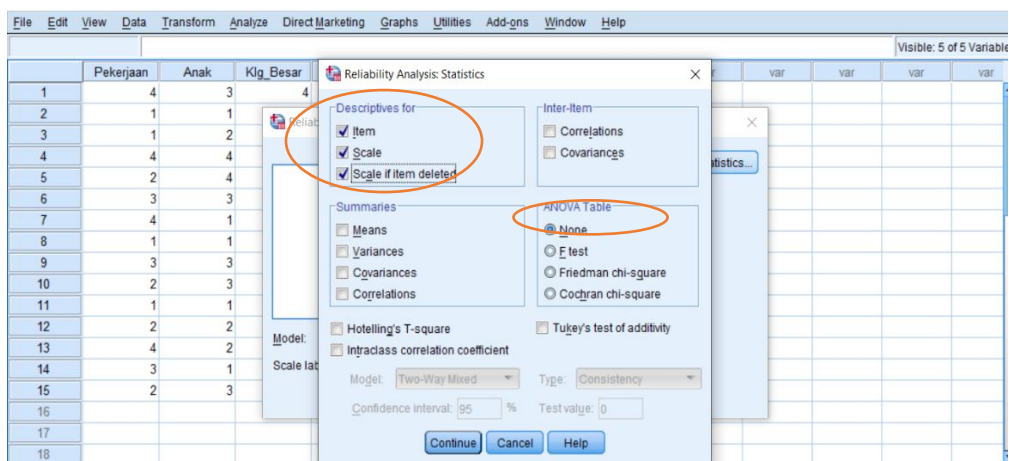 File Edit View Data Transform Analyze Direct Marketing Graphs Utilities Add-ons Window Help
Visible: 5 of 5 Variable
Pekerjaan Anak Klg_Besar var var var var
Reliability Analysis: Statistics
Descriptives for
Item
Scale
Scale if item deleted
Inter-Item
Correlations
Covariances
Summaries
Means
Variances
Covariances
Correlations
ANOVA Table
None
F test
Friedman chi-square
Cochran chi-square
Hotelling's T-square
Tukey's test of additivity
Intraclass correlation coefficient
Model: Two-Way Mixed Type: Consistency
Confidence interval: 95 % Test value: 0
Continue Cancel Help
Model:
1 4 3 4
2 1 1
3 1 2
4 4 4
5 2 4
6 3 3
7 4 1
8 1 1
9 3 3
10 2 3
11 1 1
12 2 2
13 4 2
14 3 1
15 2 3
16
17
18